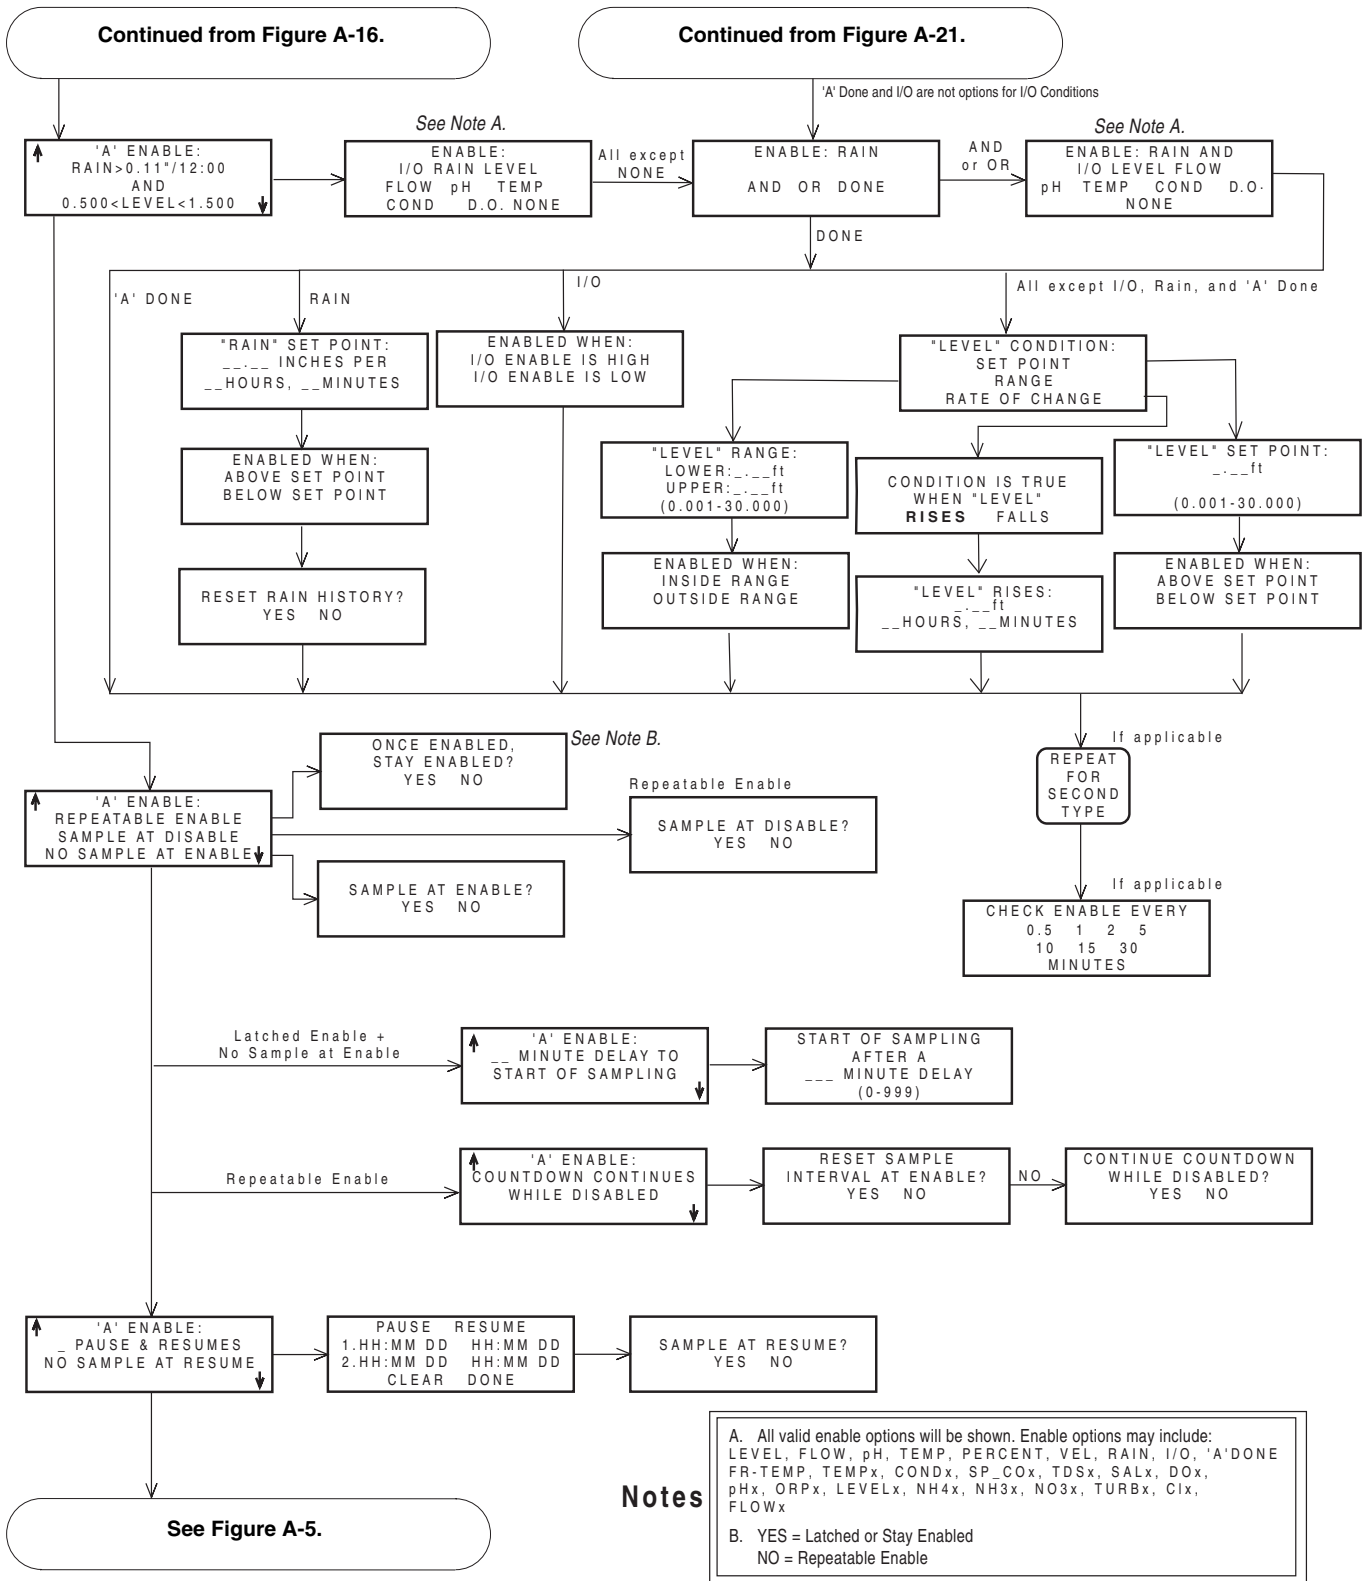 Continued from Figure A-16.
Continued from Figure A-21.
'A' Done and I/O are not options for I/O Conditions
See Note A.
See Note A.
'A' ENABLE:
RAIN>0.11"/12:00
AND
0.500<LEVEL<1.500
ENABLE:
I/O RAIN LEVEL
FLOW pH TEMP
COND D.O. NONE
All except
NONE
ENABLE: RAIN
AND OR DONE
AND
or OR
ENABLE: RAIN AND
I/O LEVEL FLOW
pH TEMP COND D.O.
NONE
DONE
'A' DONE
RAIN
I/O
All except I/O, Rain, and 'A' Done
"RAIN" SET POINT:
__.__ INCHES PER
__HOURS, __MINUTES
ENABLED WHEN:
I/O ENABLE IS HIGH
I/O ENABLE IS LOW
"LEVEL" CONDITION:
SET POINT
RANGE
RATE OF CHANGE
ENABLED WHEN:
ABOVE SET POINT
BELOW SET POINT
"LEVEL" RANGE:
LOWER:_.__ft
UPPER:_.__ft
(0.001-30.000)
CONDITION IS TRUE
WHEN "LEVEL"
RISES FALLS
"LEVEL" SET POINT:
_.__ft
(0.001-30.000)
RESET RAIN HISTORY?
YES NO
ENABLED WHEN:
INSIDE RANGE
OUTSIDE RANGE
"LEVEL" RISES:
_.__ft
__HOURS, __MINUTES
ENABLED WHEN:
ABOVE SET POINT
BELOW SET POINT
ONCE ENABLED,
STAY ENABLED?
YES NO
See Note B.
If applicable
REPEAT
FOR
SECOND
TYPE
'A' ENABLE:
REPEATABLE ENABLE
SAMPLE AT DISABLE
NO SAMPLE AT ENABLE
Repeatable Enable
SAMPLE AT DISABLE?
YES NO
SAMPLE AT ENABLE?
YES NO
If applicable
CHECK ENABLE EVERY
0.5 1 2 5
10 15 30
MINUTES
Latched Enable +
No Sample at Enable
'A' ENABLE:
__ MINUTE DELAY TO
START OF SAMPLING
START OF SAMPLING
AFTER A
___ MINUTE DELAY
(0-999)
Repeatable Enable
'A' ENABLE:
COUNTDOWN CONTINUES
WHILE DISABLED
RESET SAMPLE
INTERVAL AT ENABLE?
YES NO
NO
CONTINUE COUNTDOWN
WHILE DISABLED?
YES NO
'A' ENABLE:
_ PAUSE & RESUMES
NO SAMPLE AT RESUME
PAUSE RESUME
1.HH:MM DD HH:MM DD
2.HH:MM DD HH:MM DD
CLEAR DONE
SAMPLE AT RESUME?
YES NO
See Figure A-5.
Notes
A. All valid enable options will be shown. Enable options may include:
LEVEL, FLOW, pH, TEMP, PERCENT, VEL, RAIN, I/O, 'A'DONE
FR-TEMP, TEMPx, CONDx, SP_COx, TDSx, SALx, DOx,
pHx, ORPx, LEVELx, NH4x, NH3x, NO3x, TURBx, Clx,
FLOWx
B. YES = Latched or Stay Enabled
NO = Repeatable Enable